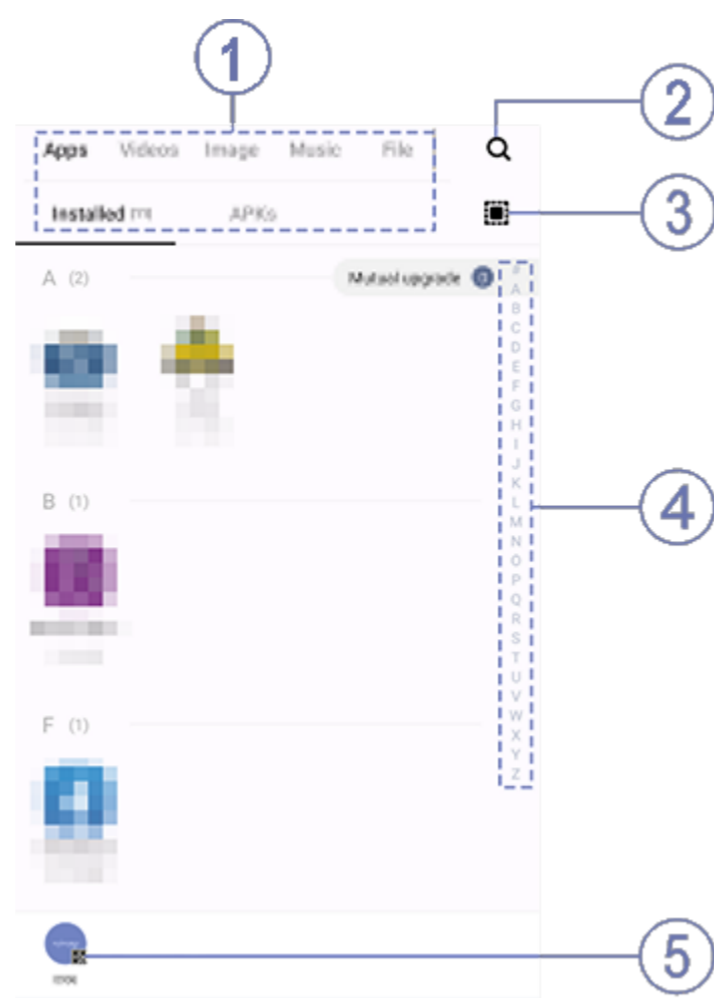 1
2
Apps Videos Image Music File
3
Installed APKs
A (2)
Mutual upgrade
#
A
B
C
D
E
F
G
H
I
J
K
L
M
N
O
P
Q
R
S
T
U
V
W
X
Y
Z
4
B (1)
F (1)
5